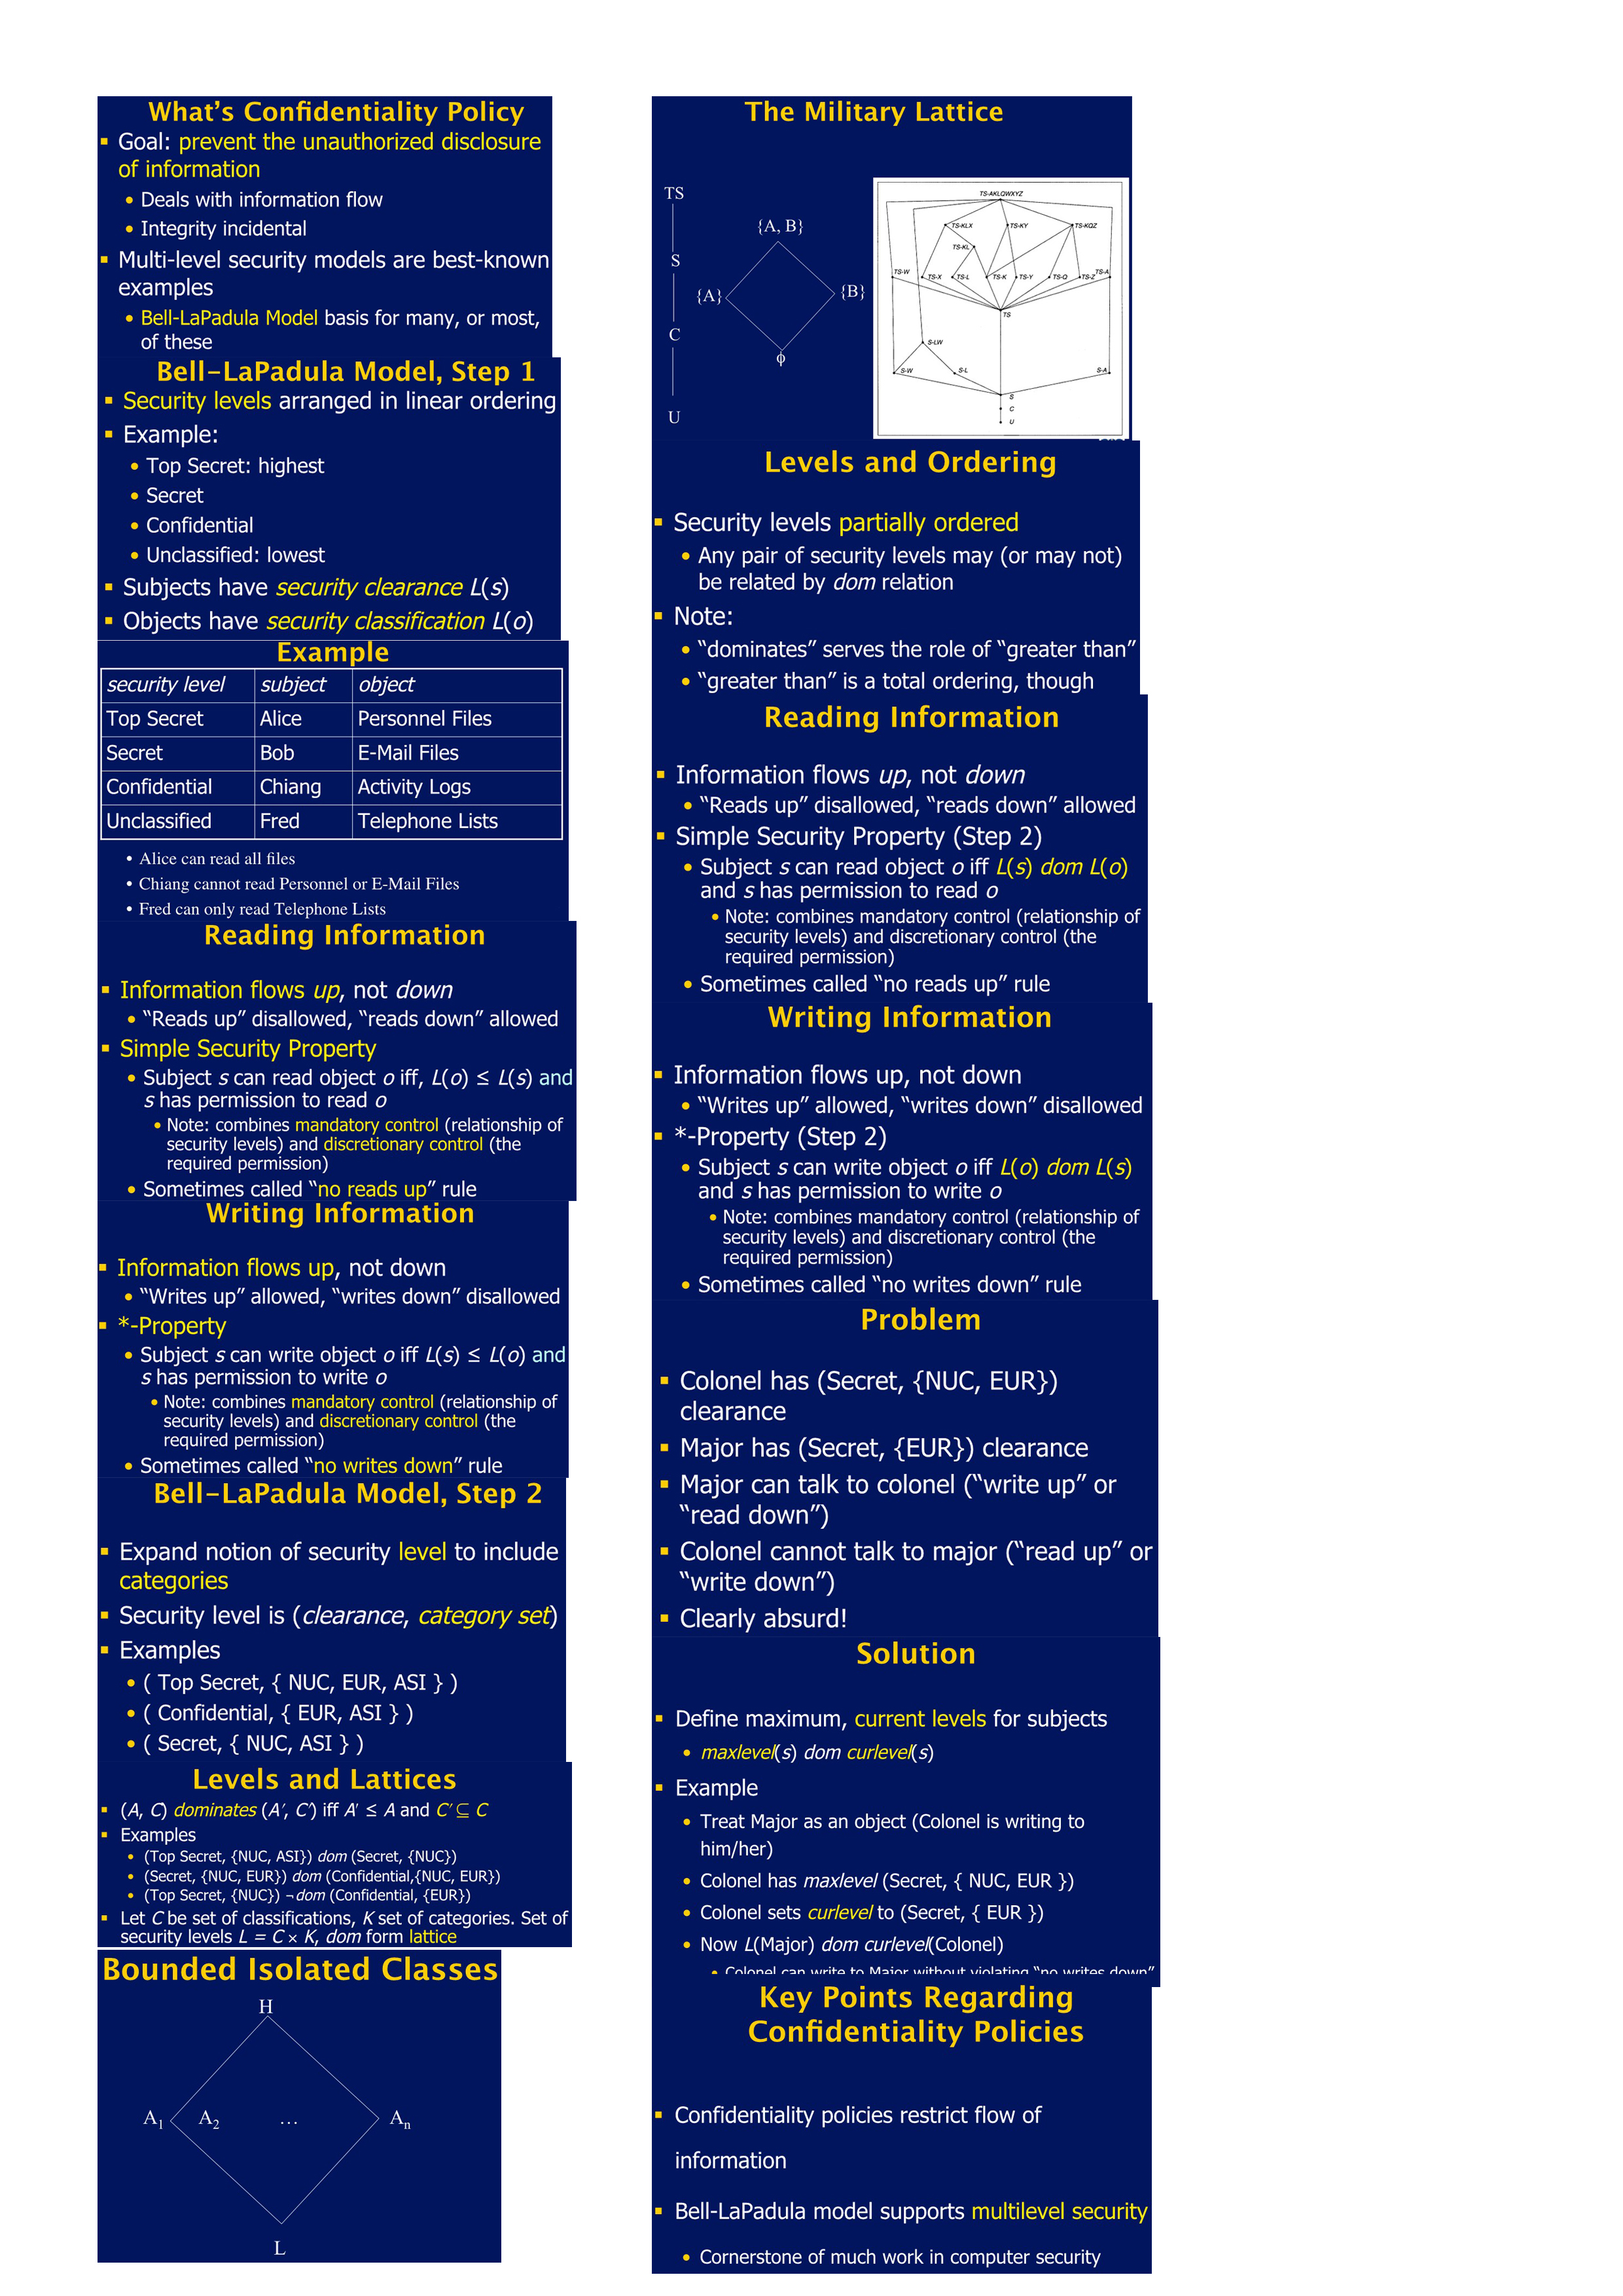 What’s Confidentiality Policy
▪ Goal: prevent the unauthorized disclosure
of information
• Deals with information flow
• Integrity incidental
▪ Multi-level security models are best-known
examples
• Bell-LaPadula Model basis for many, or most,
of these
Bell-LaPadula Model, Step 1
▪ Security levels arranged in linear ordering
▪ Example:
• Top Secret: highest
• Secret
• Confidential
• Unclassified: lowest
▪ Subjects have security clearance L(s)
▪ Objects have security classification L(o)
Example
security level subject object
Top Secret Alice Personnel Files
Secret Bob E-Mail Files
Confidential Chiang Activity Logs
Unclassified Fred Telephone Lists
• Alice can read all files
• Chiang cannot read Personnel or E-Mail Files
• Fred can only read Telephone Lists
Reading Information
▪ Information flows up, not down
• “Reads up” disallowed, “reads down” allowed
▪ Simple Security Property
• Subject s can read object o iff, L(o) ≤ L(s) and
s has permission to read o
• Note: combines mandatory control (relationship of
security levels) and discretionary control (the
required permission)
• Sometimes called “no reads up” rule
Writing Information
▪ Information flows up, not down
• “Writes up” allowed, “writes down” disallowed
▪ *-Property
• Subject s can write object o iff L(s) ≤ L(o) and
s has permission to write o
• Note: combines mandatory control (relationship of
security levels) and discretionary control (the
required permission)
• Sometimes called “no writes down” rule
Bell-LaPadula Model, Step 2
▪ Expand notion of security level to include
categories
▪ Security level is (clearance, category set)
▪ Examples
• ( Top Secret, { NUC, EUR, ASI } )
• ( Confidential, { EUR, ASI } )
• ( Secret, { NUC, ASI } )
Levels and Lattices
▪ (A, C) dominates (A′, C′) iff A′ ≤ A and C′ ⊆ C
▪ Examples
• (Top Secret, {NUC, ASI}) dom (Secret, {NUC})
• (Secret, {NUC, EUR}) dom (Confidential,{NUC, EUR})
• (Top Secret, {NUC}) ¬dom (Confidential, {EUR})
▪ Let C be set of classifications, K set of categories. Set of
security levels L = C × K, dom form lattice
Bounded Isolated Classes
H
A1 A2 … An
L
The Military Lattice
TS
S
C
U
{A, B}
{A} {B}
ϕ
TS-AKLQWXYZ
TS-KLX TS-KY TS-KQZ
TS-KL
TS-W TS-X TS-L TS-K TS-Y TS-Q TS-Z TS-A
TS
S-LW
S-W S-L S-A
S
C
U
Levels and Ordering
▪ Security levels partially ordered
• Any pair of security levels may (or may not)
be related by dom relation
▪ Note:
• “dominates” serves the role of “greater than”
• “greater than” is a total ordering, though
Reading Information
▪ Information flows up, not down
• “Reads up” disallowed, “reads down” allowed
▪ Simple Security Property (Step 2)
• Subject s can read object o iff L(s) dom L(o)
and s has permission to read o
• Note: combines mandatory control (relationship of
security levels) and discretionary control (the
required permission)
• Sometimes called “no reads up” rule
Writing Information
▪ Information flows up, not down
• “Writes up” allowed, “writes down” disallowed
▪ *-Property (Step 2)
• Subject s can write object o iff L(o) dom L(s)
and s has permission to write o
• Note: combines mandatory control (relationship of
security levels) and discretionary control (the
required permission)
• Sometimes called “no writes down” rule
Problem
▪ Colonel has (Secret, {NUC, EUR})
clearance
▪ Major has (Secret, {EUR}) clearance
▪ Major can talk to colonel (“write up” or
“read down”)
▪ Colonel cannot talk to major (“read up” or
“write down”)
▪ Clearly absurd!
Solution
▪ Define maximum, current levels for subjects
• maxlevel(s) dom curlevel(s)
▪ Example
• Treat Major as an object (Colonel is writing to
him/her)
• Colonel has maxlevel (Secret, { NUC, EUR })
• Colonel sets curlevel to (Secret, { EUR })
• Now L(Major) dom curlevel(Colonel)
• Colonel can write to Major without violating “no writes down”
Key Points Regarding
Confidentiality Policies
▪ Confidentiality policies restrict flow of
information
▪ Bell-LaPadula model supports multilevel security
• Cornerstone of much work in computer security